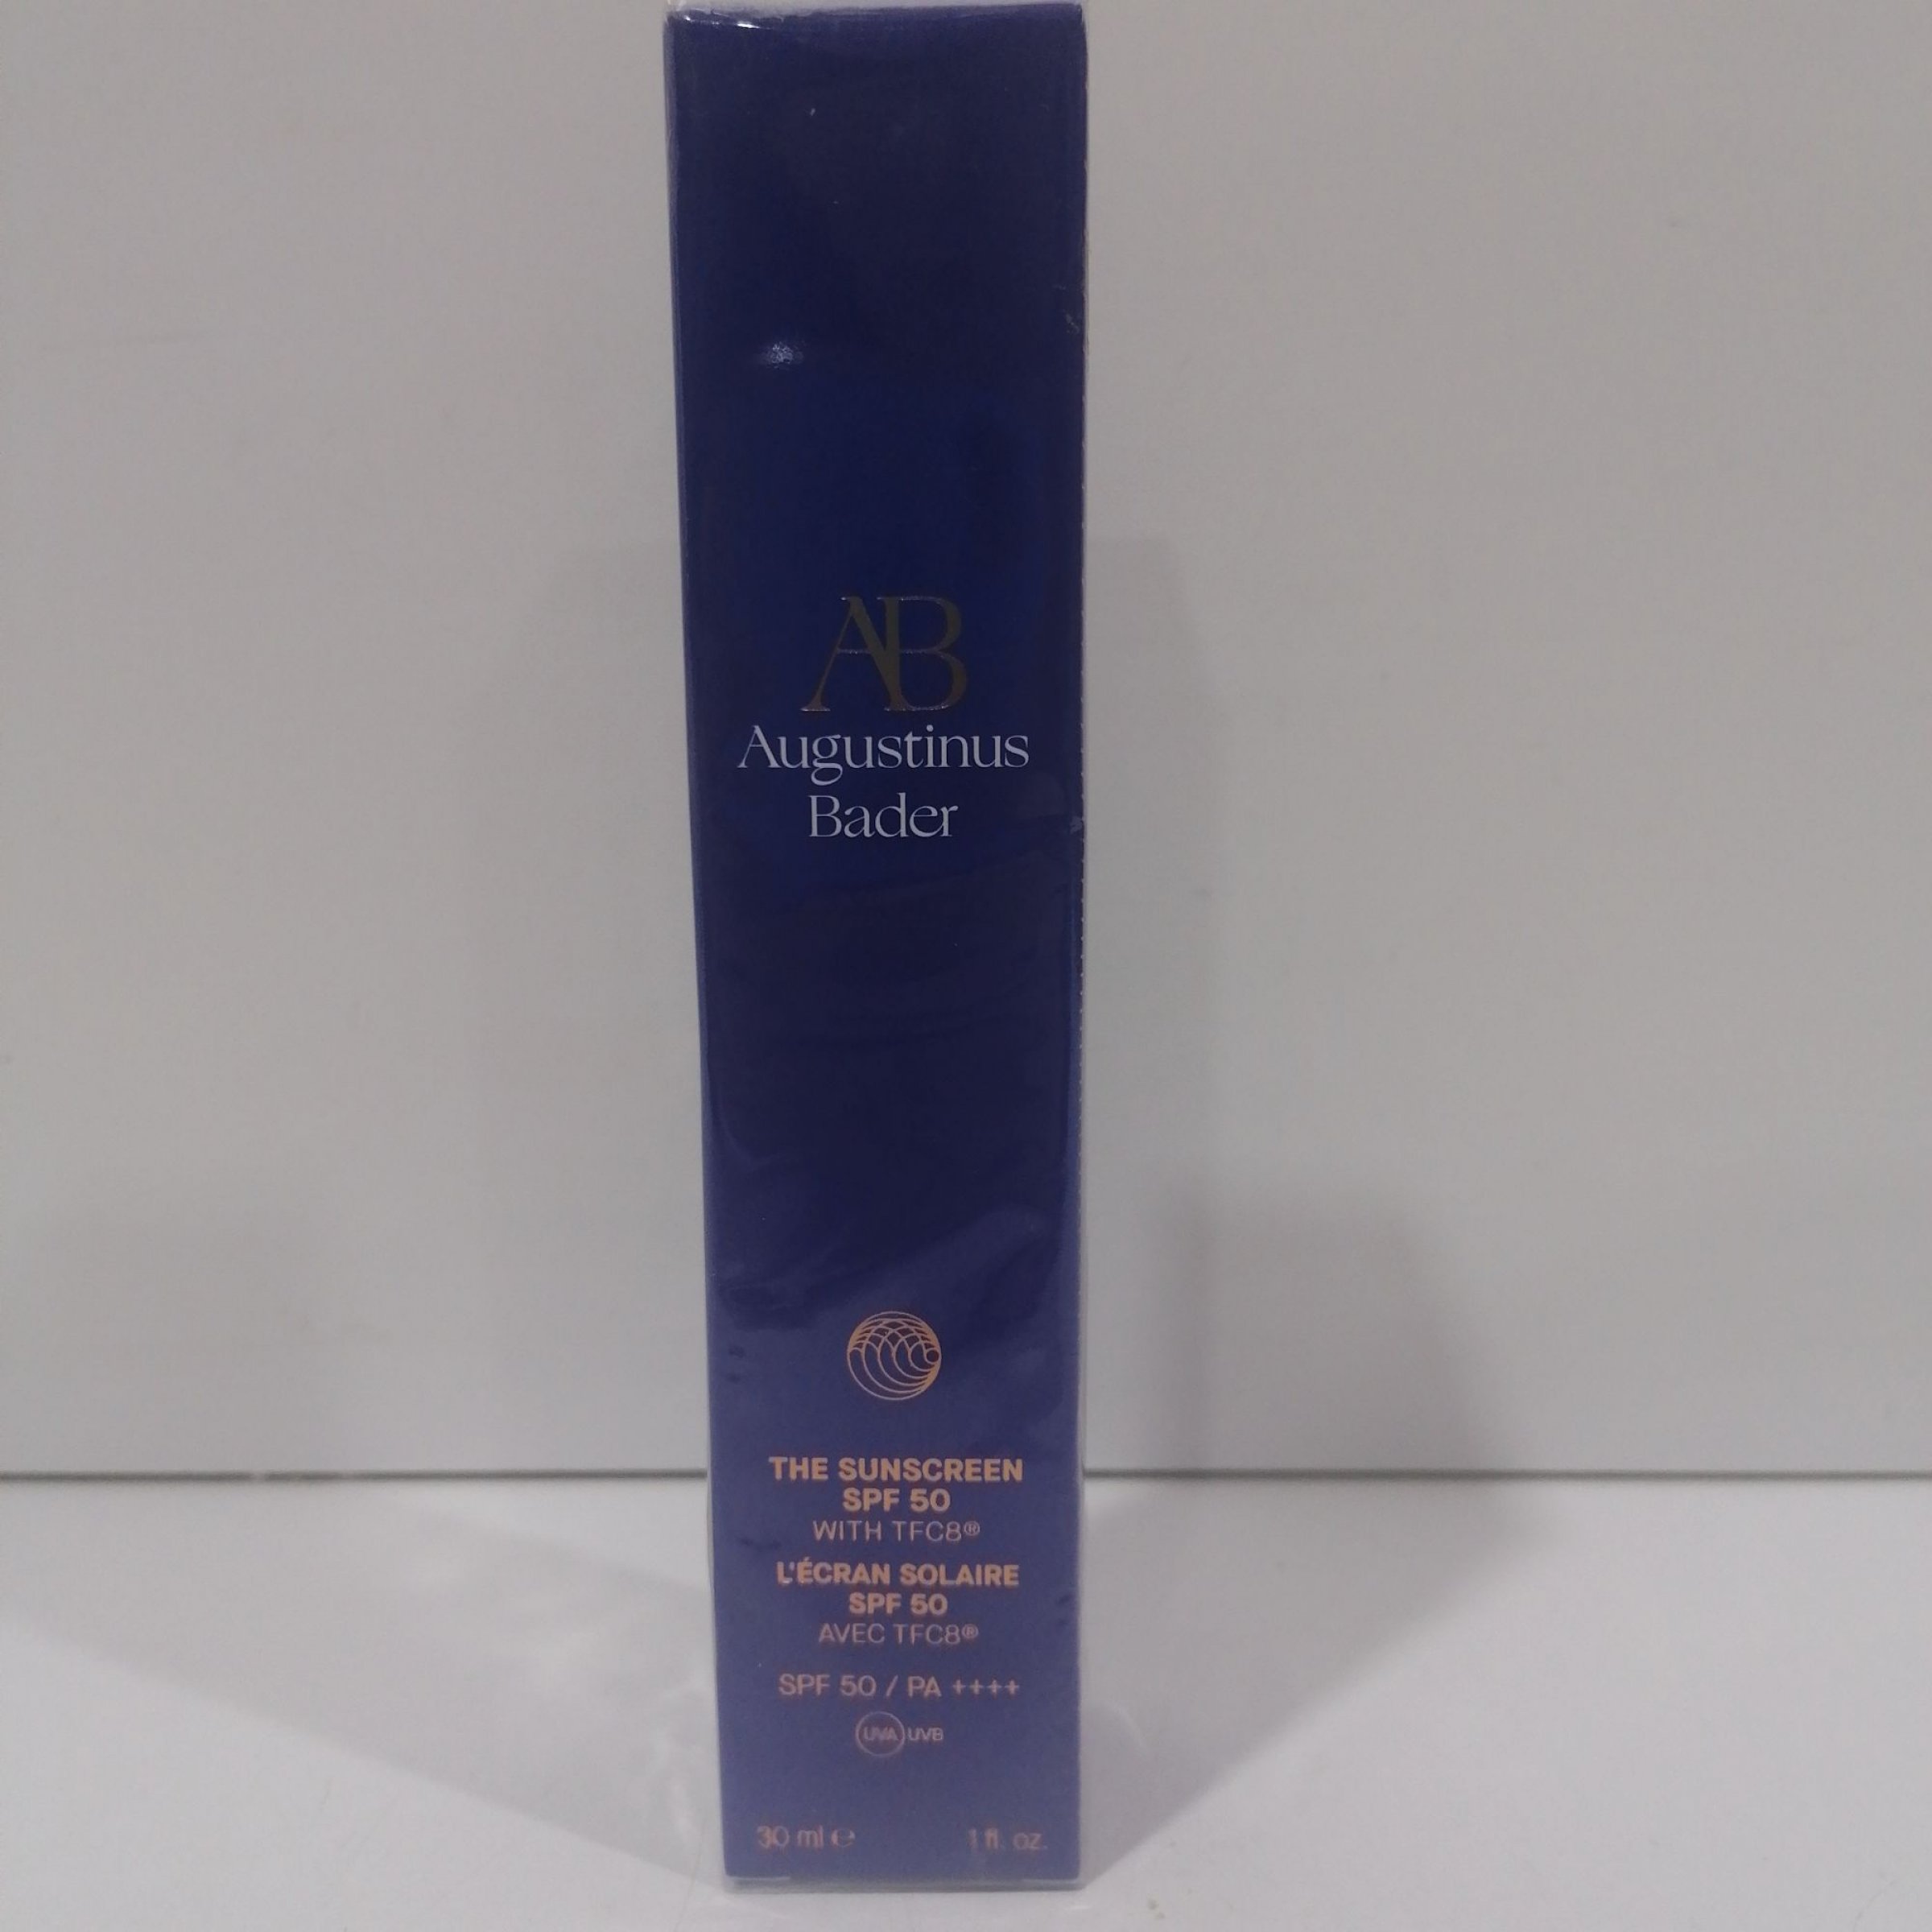 AB
Augustinus
Bader
THE SUNSCREEN
SPF 50
WITH TFC8®
L'ÉCRAN SOLAIRE
SPF 50
AVEC TFC8®
SPF 50 / PA ++++
UVA UVB
30 ml ℮ 1 fl. oz.